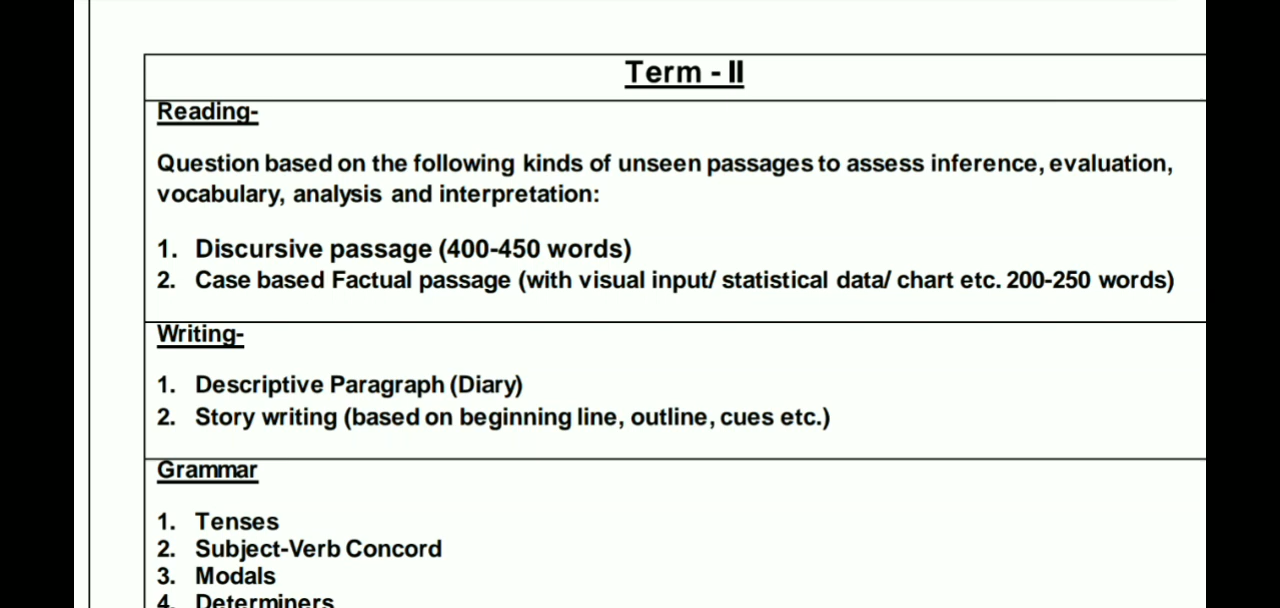 Term - II
Reading-
Question based on the following kinds of unseen passages to assess inference, evaluation,
vocabulary, analysis and interpretation:
1. Discursive passage (400-450 words)
2. Case based Factual passage (with visual input/ statistical data/ chart etc. 200-250 words)
Writing-
1. Descriptive Paragraph (Diary)
2. Story writing (based on beginning line, outline, cues etc.)
Grammar
1. Tenses
2. Subject-Verb Concord
3. Modals
4. Determiners